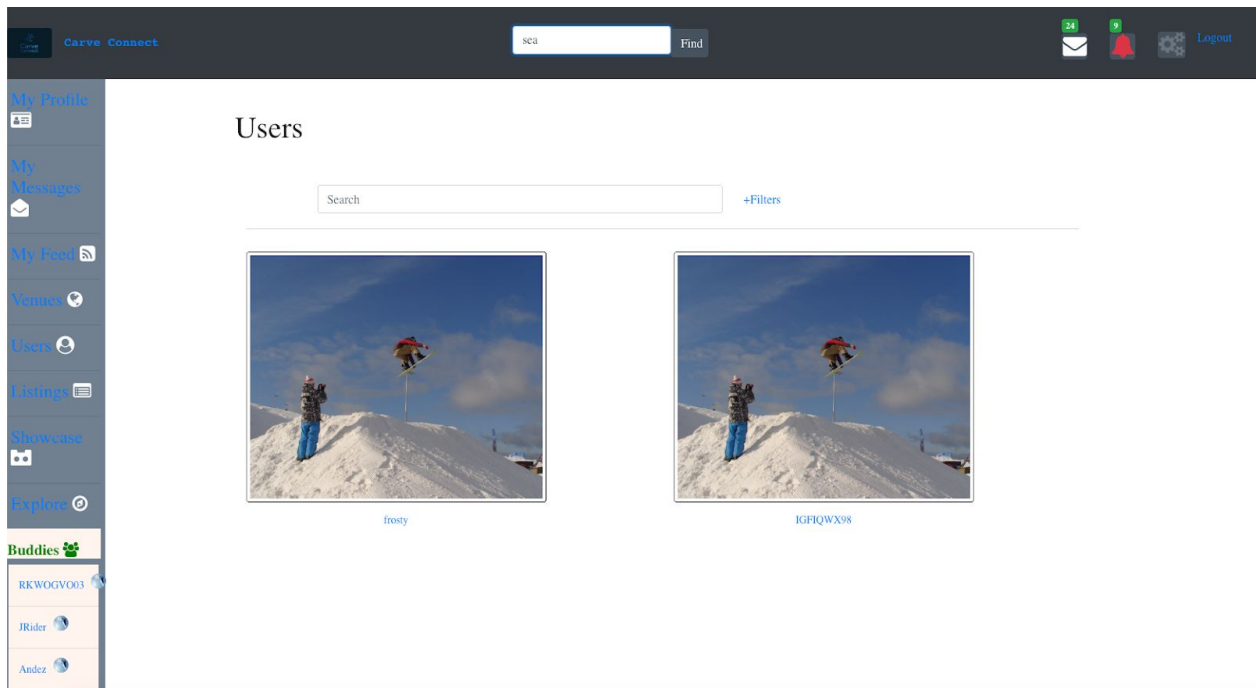 Carve Connect
sea
Find
24
9
Logout
My Profile
My
Messages
My Feed
Venues
Users
Listings
Showcase
Explore
Buddies
RKWOGVO03
JRider
Andez
Users
Search
+Filters
frosty
IGFIQWX98